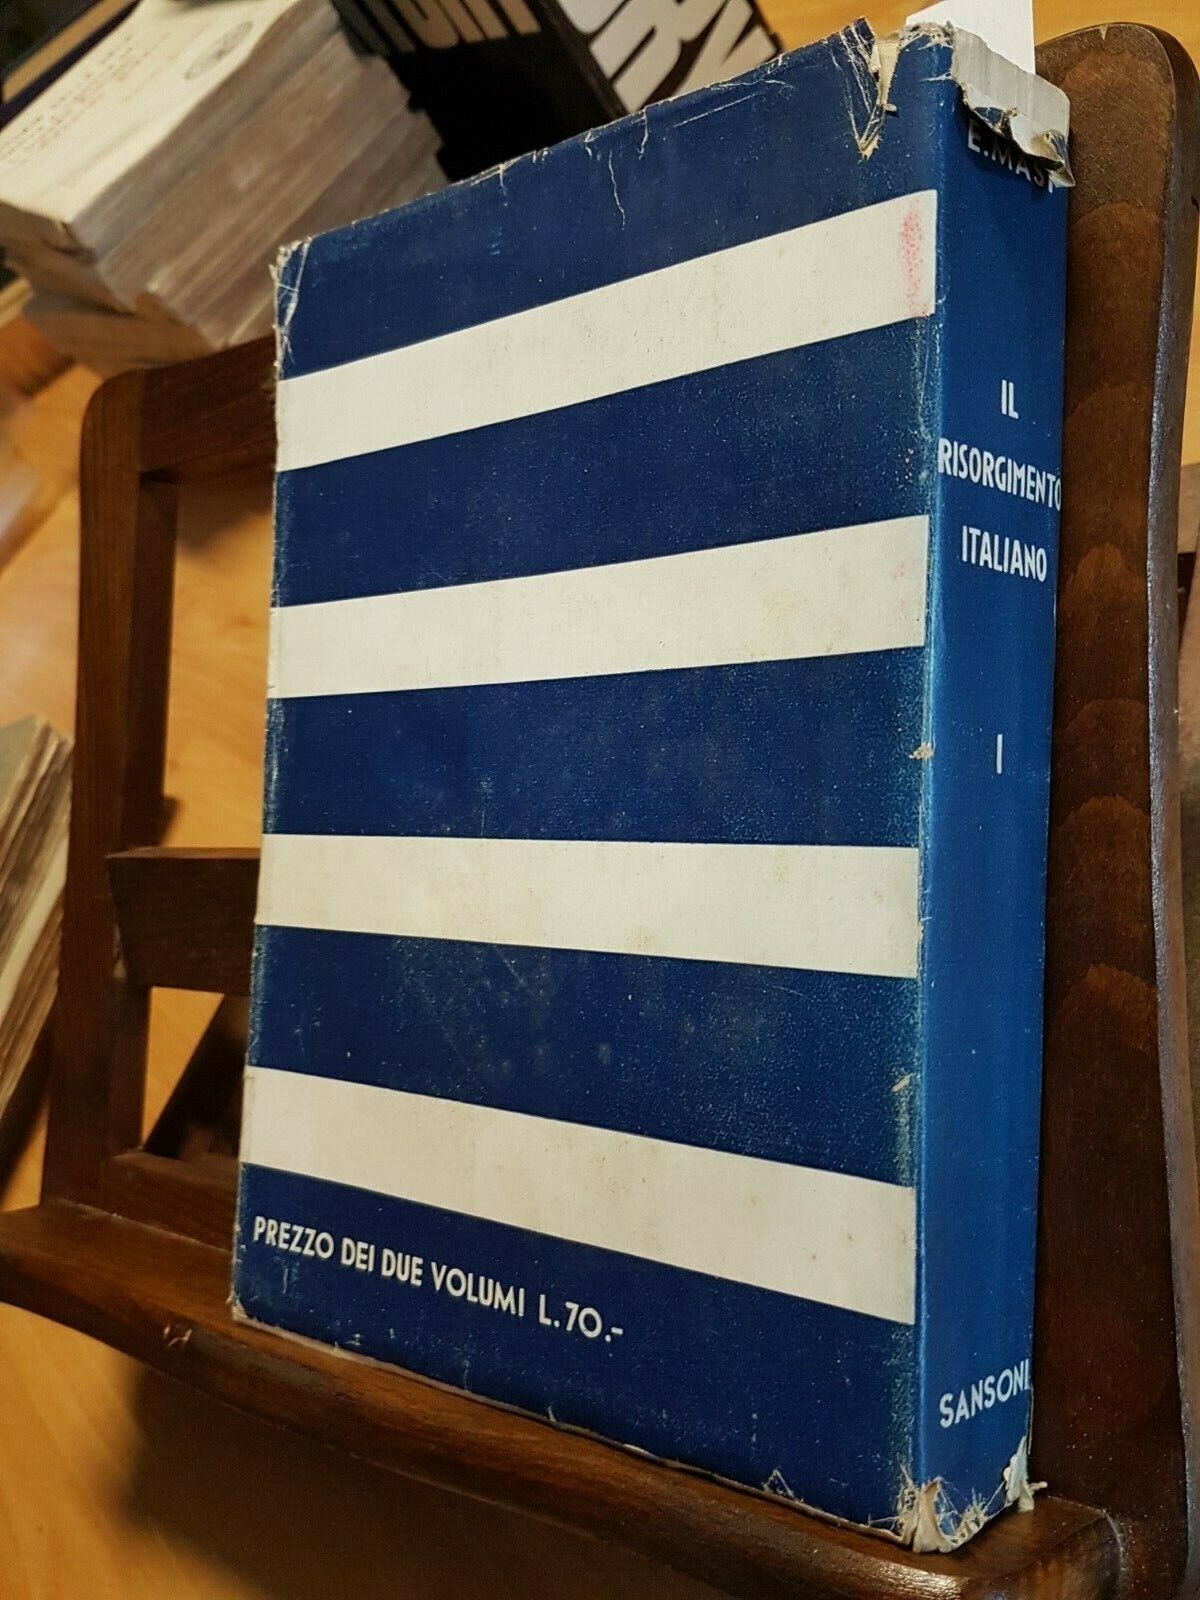 E. MASI
IL
RISORGIMENTO
ITALIANO
I
SANSONI
PREZZO DEI DUE VOLUMI L. 70.-